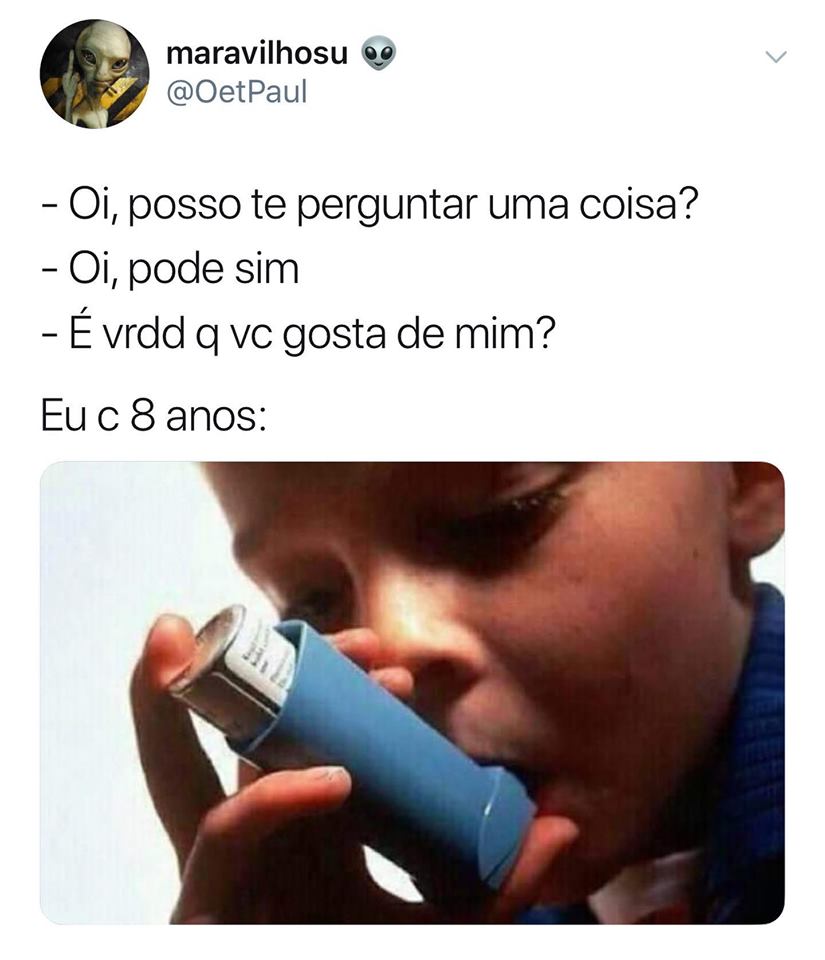 maravilhosu 👽
@OetPaul
- Oi, posso te perguntar uma coisa?
- Oi, pode sim
- É vrdd q vc gosta de mim?
Eu c 8 anos: